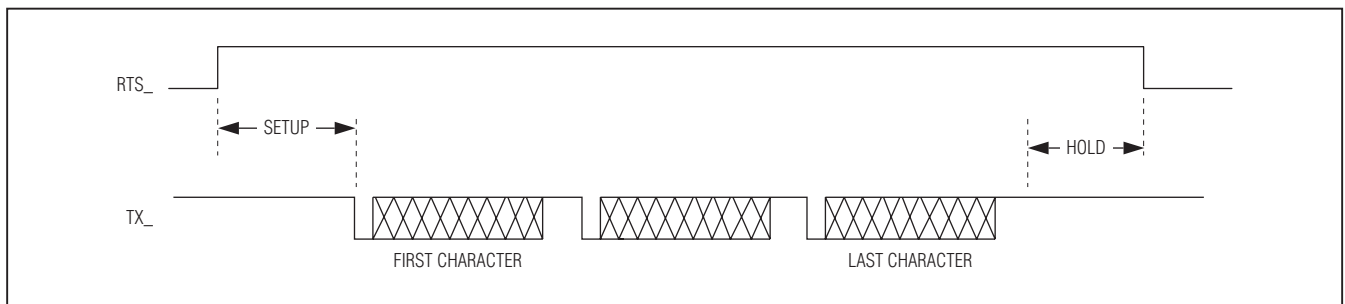 RTS_
SETUP
HOLD
TX_
FIRST CHARACTER
LAST CHARACTER